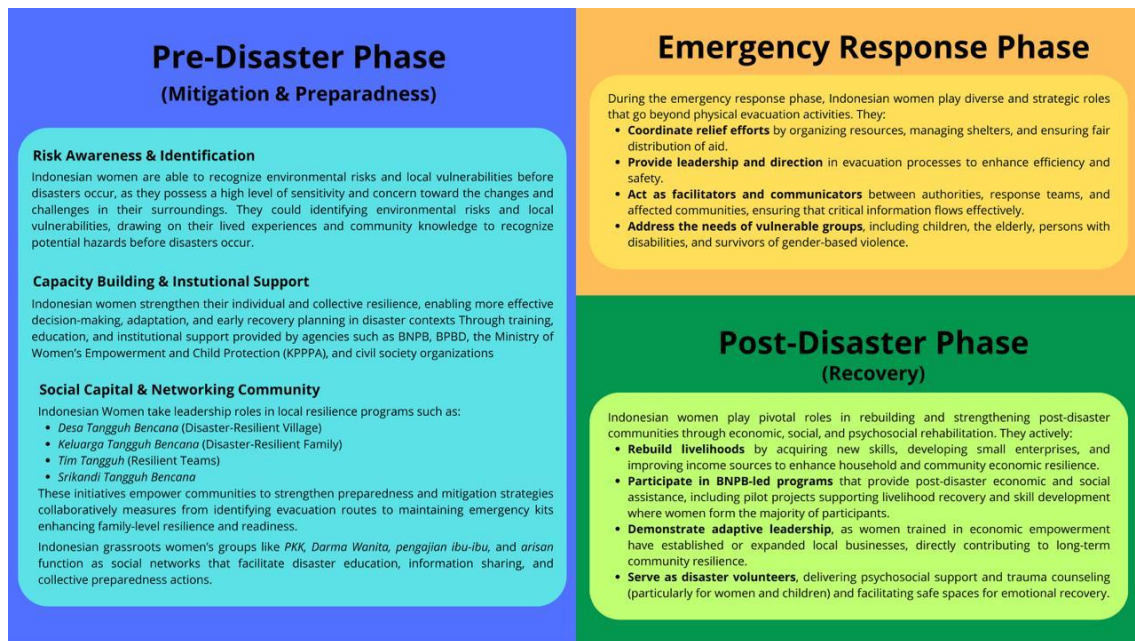 Pre-Disaster Phase
(Mitigation & Preparadness)
Risk Awareness & Identification
Indonesian women are able to recognize environmental risks and local vulnerabilities before
disasters occur, as they possess a high level of sensitivity and concern toward the changes and
challenges in their surroundings. They could identifying environmental risks and local
vulnerabilities, drawing on their lived experiences and community knowledge to recognize
potential hazards before disasters occur.
Capacity Building & Instutional Support
Indonesian women strengthen their individual and collective resilience, enabling more effective
decision-making, adaptation, and early recovery planning in disaster contexts Through training,
education, and institutional support provided by agencies such as BNPB, BPBD, the Ministry of
Women's Empowerment and Child Protection (KPPPA), and civil society organizations
Social Capital & Networking Community
Indonesian Women take leadership roles in local resilience programs such as:
• Desa Tangguh Bencana (Disaster-Resilient Village)
• Keluarga Tangguh Bencana (Disaster-Resilient Family)
• Tim Tangguh (Resilient Teams)
• Srikandi Tangguh Bencana
These initiatives empower communities to strengthen preparedness and mitigation strategies
collaboratively measures from identifying evacuation routes to maintaining emergency kits
enhancing family-level resilience and readiness.
Indonesian grassroots women's groups like PKK, Darma Wanita, pengajian ibu-ibu, and arisan
function as social networks that facilitate disaster education, information sharing, and
collective preparedness actions.
Emergency Response Phase
During the emergency response phase, Indonesian women play diverse and strategic roles
that go beyond physical evacuation activities. They:
• Coordinate relief efforts by organizing resources, managing shelters, and ensuring fair
distribution of aid.
• Provide leadership and direction in evacuation processes to enhance efficiency and
safety.
• Act as facilitators and communicators between authorities, response teams, and
affected communities, ensuring that critical information flows effectively.
• Address the needs of vulnerable groups, including children, the elderly, persons with
disabilities, and survivors of gender-based violence.
Post-Disaster Phase
(Recovery)
Indonesian women play pivotal roles in rebuilding and strengthening post-disaster
communities through economic, social, and psychosocial rehabilitation. They actively:
• Rebuild livelihoods by acquiring new skills, developing small enterprises, and
improving income sources to enhance household and community economic resilience.
• Participate in BNPB-led programs that provide post-disaster economic and social
assistance, including pilot projects supporting livelihood recovery and skill development
where women form the majority of participants.
• Demonstrate adaptive leadership, as women trained in economic empowerment
have established or expanded local businesses, directly contributing to long-term
community resilience.
• Serve as disaster volunteers, delivering psychosocial support and trauma counseling
(particularly for women and children) and facilitating safe spaces for emotional recovery.